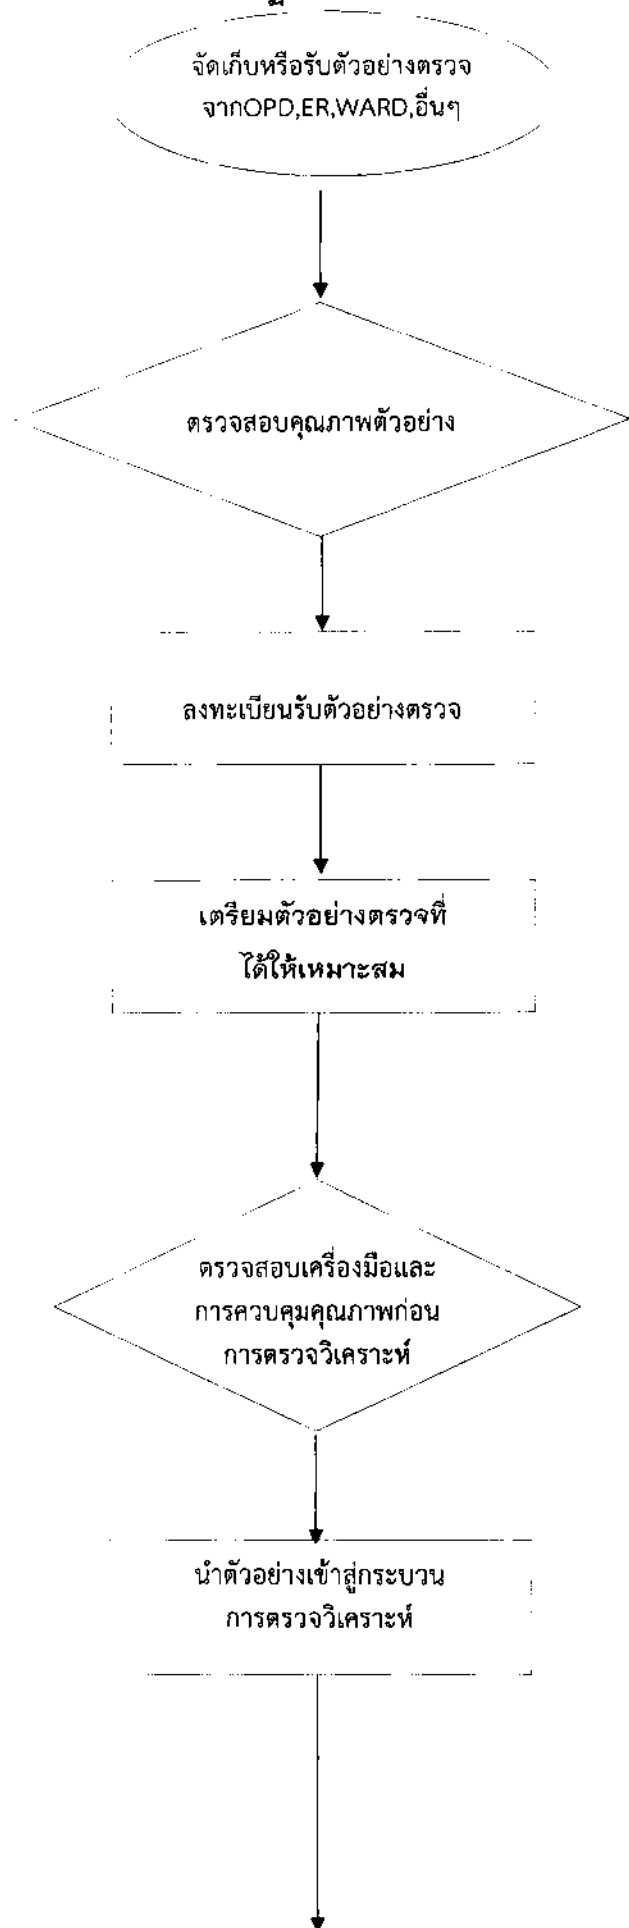 จัดเก็บหรือรับตัวอย่างตรวจ
จากOPD,ER,WARD,อื่นๆ
ตรวจสอบคุณภาพตัวอย่าง
ลงทะเบียนรับตัวอย่างตรวจ
เตรียมตัวอย่างตรวจที่
ได้ให้เหมาะสม
ตรวจสอบเครื่องมือและ
การควบคุมคุณภาพก่อน
การตรวจวิเคราะห์
นำตัวอย่างเข้าสู่กระบวน
การตรวจวิเคราะห์